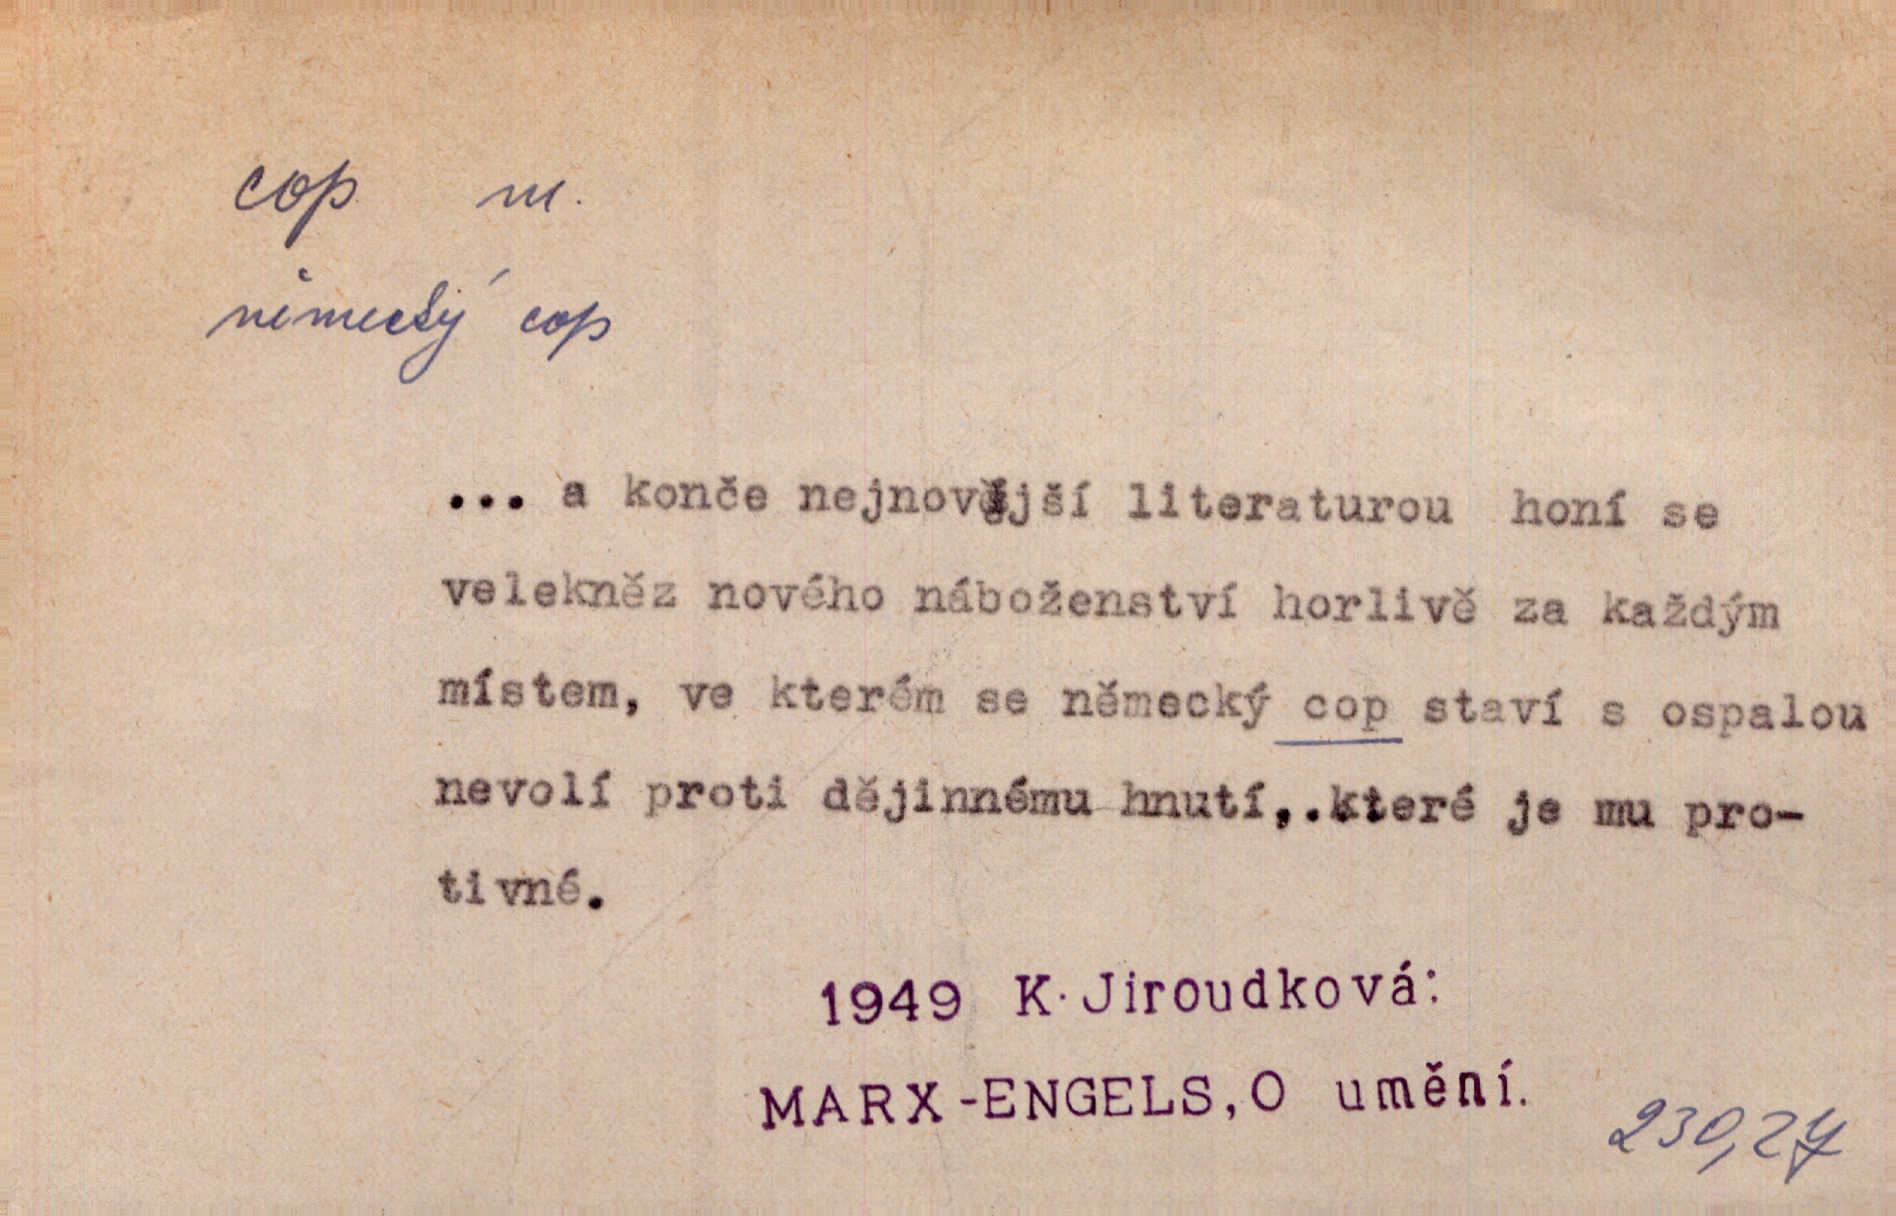 cop m.
německý cop
... a konče nejnovější literaturou honí se
velekněz nového náboženství horlivě za každým
místem, ve kterém se německý cop staví s ospalou
nevolí proti dějinnému hnutí,..které je mu pro-
tivné.
1949 K. Jiroudková:
MARX-ENGELS, O umění.
230,27